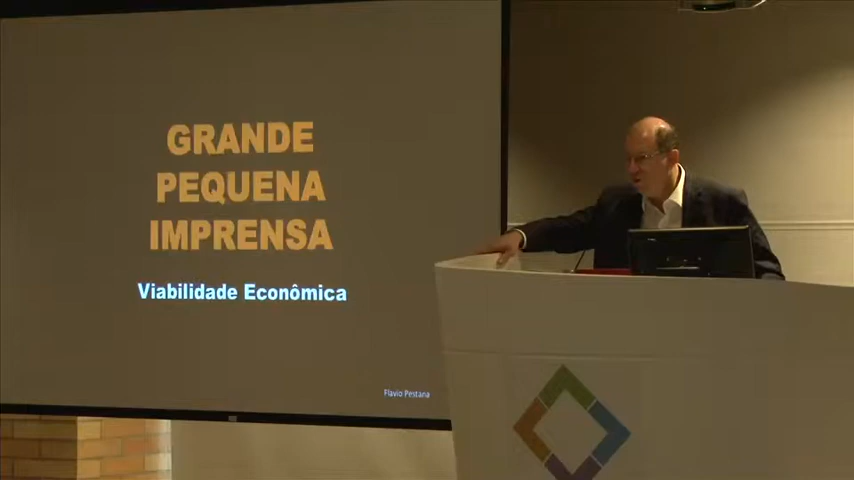 GRANDE
PEQUENA
IMPRENSA
Viabilidade Econômica
Flavio Pestana